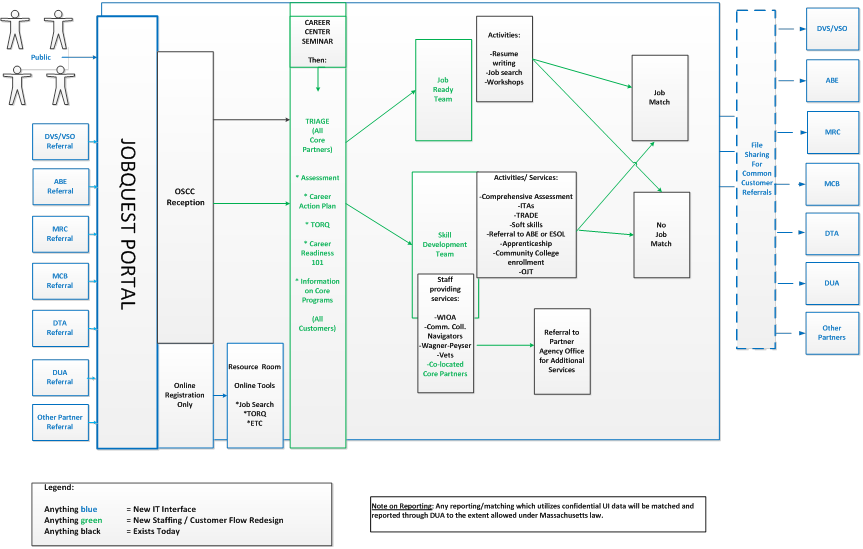 Public
DVS/VSO
Referral
ABE
Referral
MRC
Referral
MCB
Referral
DTA
Referral
DUA
Referral
Other Partner
Referral
JOBQUEST PORTAL
OSCC
Reception
Online
Registration
Only
Resource Room
Online Tools
*Job Search
*TORQ
*ETC
CAREER
CENTER
SEMINAR
Then:
TRIAGE
(All
Core
Partners)
* Assessment
* Career
Action Plan
* TORQ
* Career
Readiness
101
* Information
on Core
Programs
(All
Customers)
Job
Ready
Team
Activities:
-Resume
writing
-Job search
-Workshops
Skill
Development
Team
Activities/ Services:
-Comprehensive Assessment
-ITAs
-TRADE
-Soft skills
-Referral to ABE or ESOL
-Apprenticeship
-Community College
enrollment
-OJT
Staff
providing
services:
-WIOA
-Comm. Coll.
Navigators
-Wagner-Peyser
-Vets
-Co-located
Core Partners
Referral to
Partner
Agency Office
for Additional
Services
Job
Match
No
Job
Match
File
Sharing
For
Common
Customer
Referrals
DVS/VSO
ABE
MRC
MCB
DTA
DUA
Other
Partners
Legend:
Anything blue = New IT Interface
Anything green = New Staffing / Customer Flow Redesign
Anything black = Exists Today
Note on Reporting: Any reporting/matching which utilizes confidential UI data will be matched and
reported through DUA to the extent allowed under Massachusetts law.